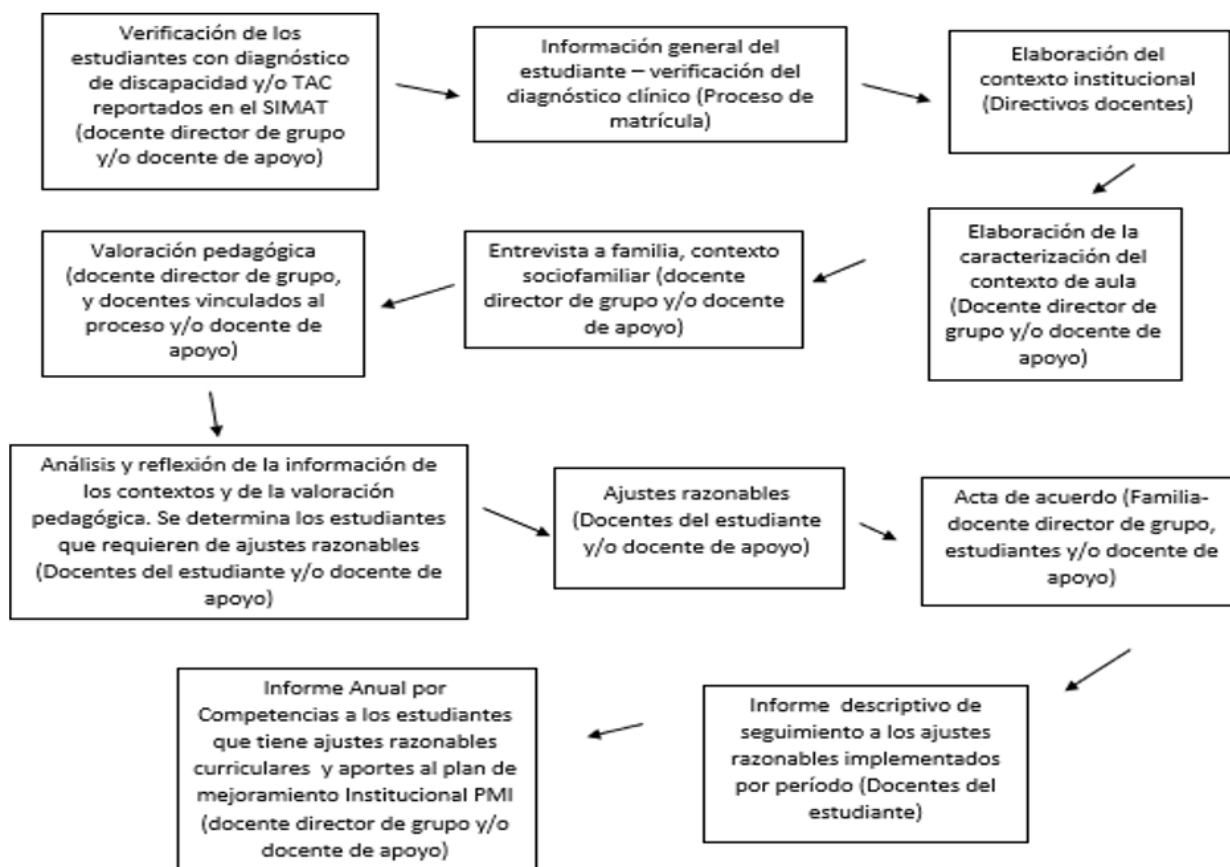 Verificación de los
estudiantes con diagnóstico
de discapacidad y/o TAC
reportados en el SIMAT
(docente director de grupo
y/o docente de apoyo)
Información general del
estudiante – verificación del
diagnóstico clínico (Proceso de
matrícula)
Elaboración del
contexto institucional
(Directivos docentes)
Elaboración de la
caracterización del
contexto de aula
(Docente director de
grupo y/o docente de
apoyo)
Entrevista a familia, contexto
sociofamiliar (docente
director de grupo y/o docente
de apoyo)
Valoración pedagógica
(docente director de grupo,
y docentes vinculados al
proceso y/o docente de
apoyo)
Análisis y reflexión de la información de
los contextos y de la valoración
pedagógica. Se determina los estudiantes
que requieren de ajustes razonables
(Docentes del estudiante y/o docente de
apoyo)
Ajustes razonables
(Docentes del estudiante
y/o docente de apoyo)
Acta de acuerdo (Familia-
docente director de grupo,
estudiantes y/o docente de
apoyo)
Informe descriptivo de
seguimiento a los ajustes
razonables implementados
por período (Docentes del
estudiante)
Informe Anual por
Competencias a los estudiantes
que tiene ajustes razonables
curriculares y aportes al plan de
mejoramiento Institucional PMI
(docente director de grupo y/o
docente de apoyo)